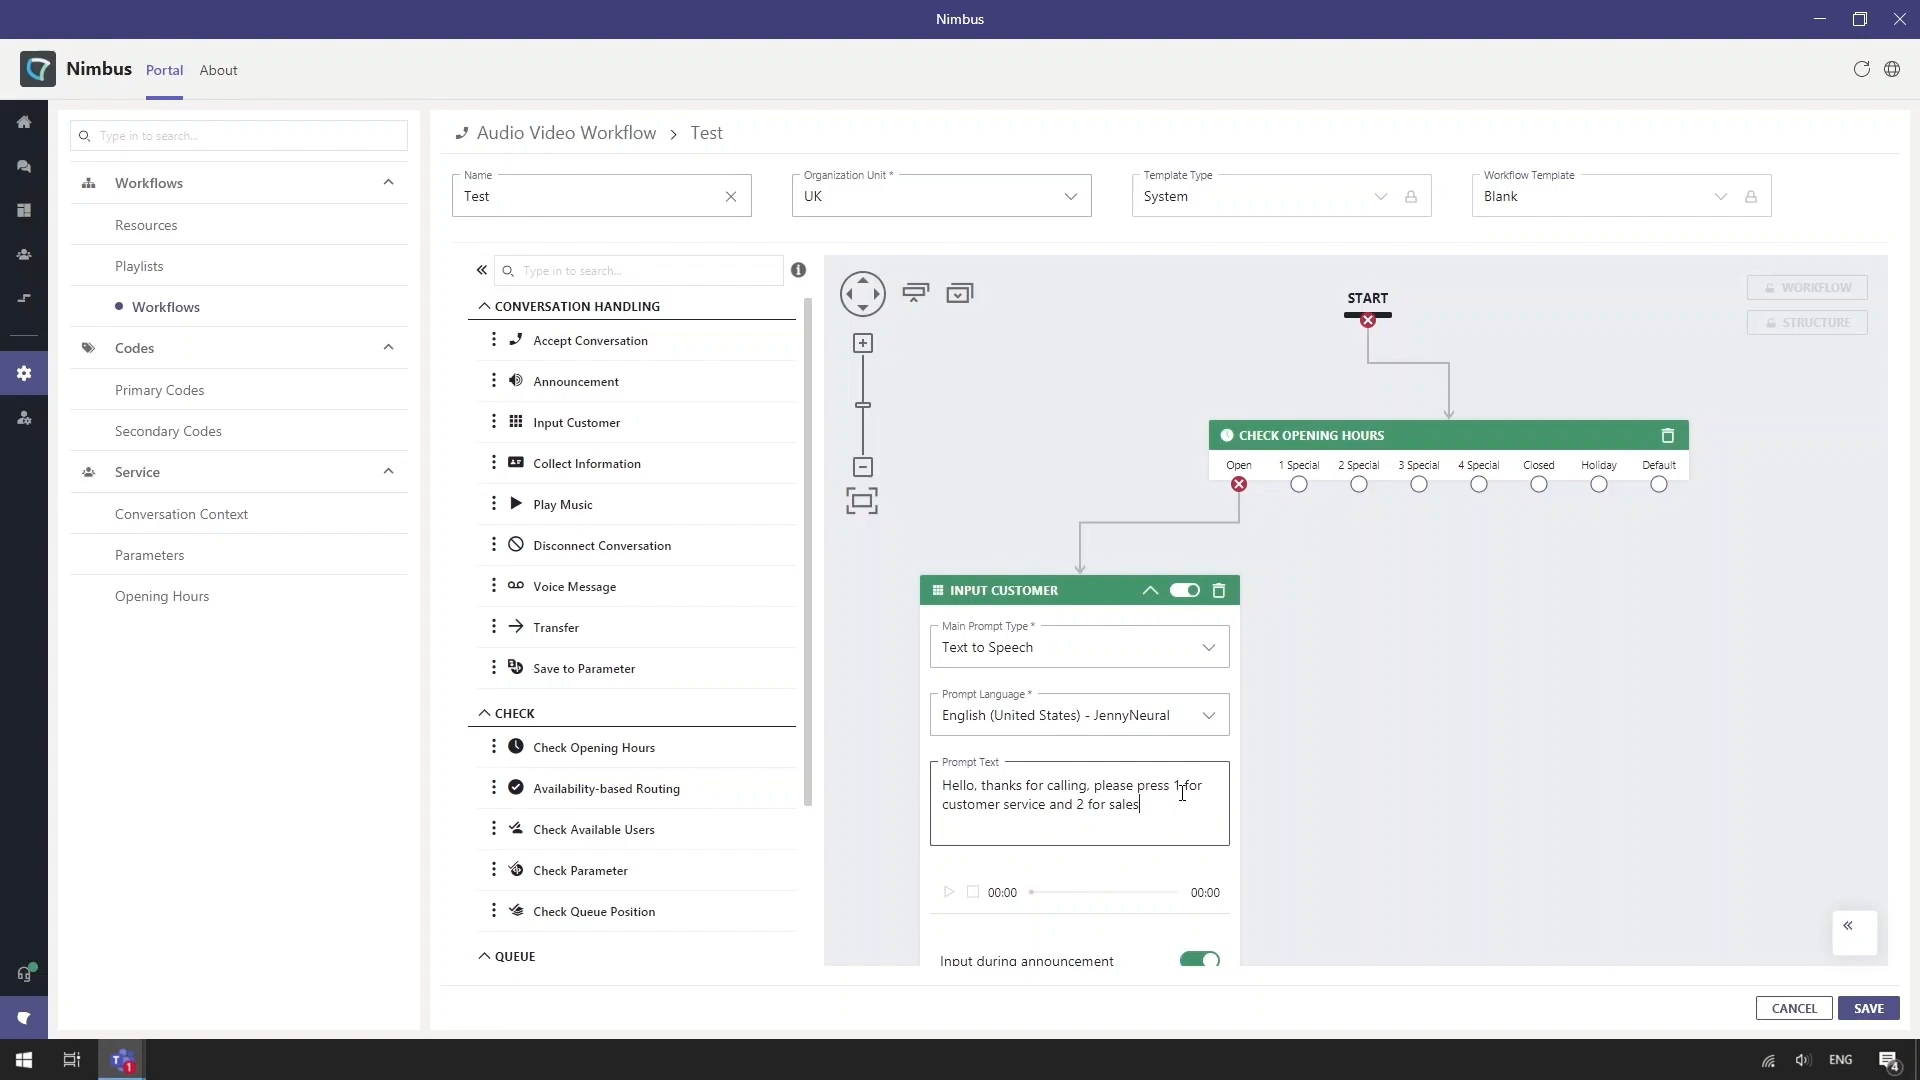 Nimbus
Nimbus
Portal
About
Type in to search...
Workflows
Resources
Playlists
Workflows
Codes
Primary Codes
Secondary Codes
Service
Conversation Context
Parameters
Opening Hours
Audio Video Workflow > Test
Name
Test
Organization Unit *
UK
Template Type
System
Workflow Template
Blank
Type in to search...
CONVERSATION HANDLING
Accept Conversation
Announcement
Input Customer
Collect Information
Play Music
Disconnect Conversation
Voice Message
Transfer
Save to Parameter
CHECK
Check Opening Hours
Availability-based Routing
Check Available Users
Check Parameter
Check Queue Position
QUEUE
START
WORKFLOW
STRUCTURE
CHECK OPENING HOURS
Open
1 Special
2 Special
3 Special
4 Special
Closed
Holiday
Default
INPUT CUSTOMER
Main Prompt Type *
Text to Speech
Prompt Language *
English (United States) - JennyNeural
Prompt Text
Hello, thanks for calling, please press 1 for
customer service and 2 for sales
00:00
00:00
Input during announcement
CANCEL
SAVE
T
1
ENG
4